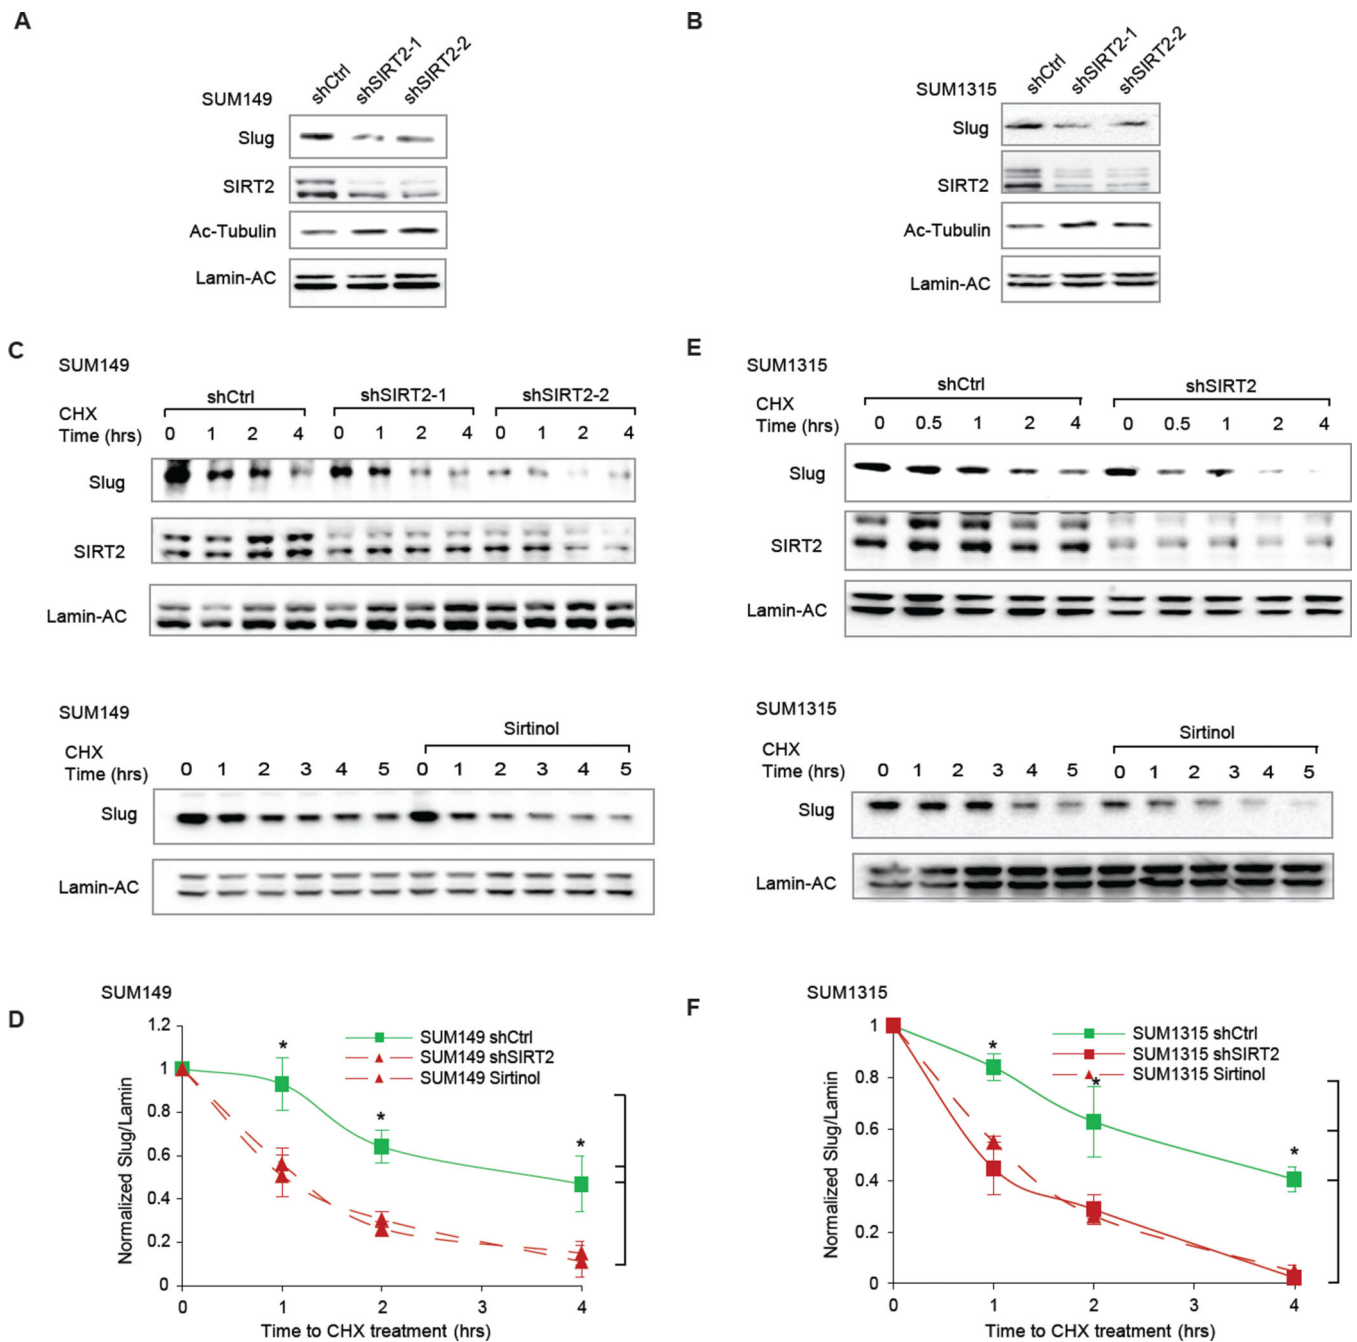 A
SUM149
shCtrl
shSIRT2-1
shSIRT2-2
Slug
SIRT2
Ac-Tubulin
Lamin-AC
B
SUM1315
shCtrl
shSIRT2-1
shSIRT2-2
Slug
SIRT2
Ac-Tubulin
Lamin-AC
C
SUM149
shCtrl shSIRT2-1 shSIRT2-2
CHX
Time (hrs) 0 1 2 4 0 1 2 4 0 1 2 4
Slug
SIRT2
Lamin-AC
SUM149
Sirtinol
CHX
Time (hrs) 0 1 2 3 4 5 0 1 2 3 4 5
Slug
Lamin-AC
E
SUM1315
shCtrl shSIRT2
CHX
Time (hrs) 0 0.5 1 2 4 0 0.5 1 2 4
Slug
SIRT2
Lamin-AC
SUM1315
Sirtinol
CHX
Time (hrs) 0 1 2 3 4 5 0 1 2 3 4 5
Slug
Lamin-AC
D
SUM149
Normalized Slug/Lamin
1.2
1
0.8
0.6
0.4
0.2
0
* * *
SUM149 shCtrl
SUM149 shSIRT2
SUM149 Sirtinol
0 1 2 3 4
Time to CHX treatment (hrs)
F
SUM1315
Normalized Slug/Lamin
1
0.8
0.6
0.4
0.2
0
* * *
SUM1315 shCtrl
SUM1315 shSIRT2
SUM1315 Sirtinol
0 1 2 3 4
Time to CHX treatment (hrs)